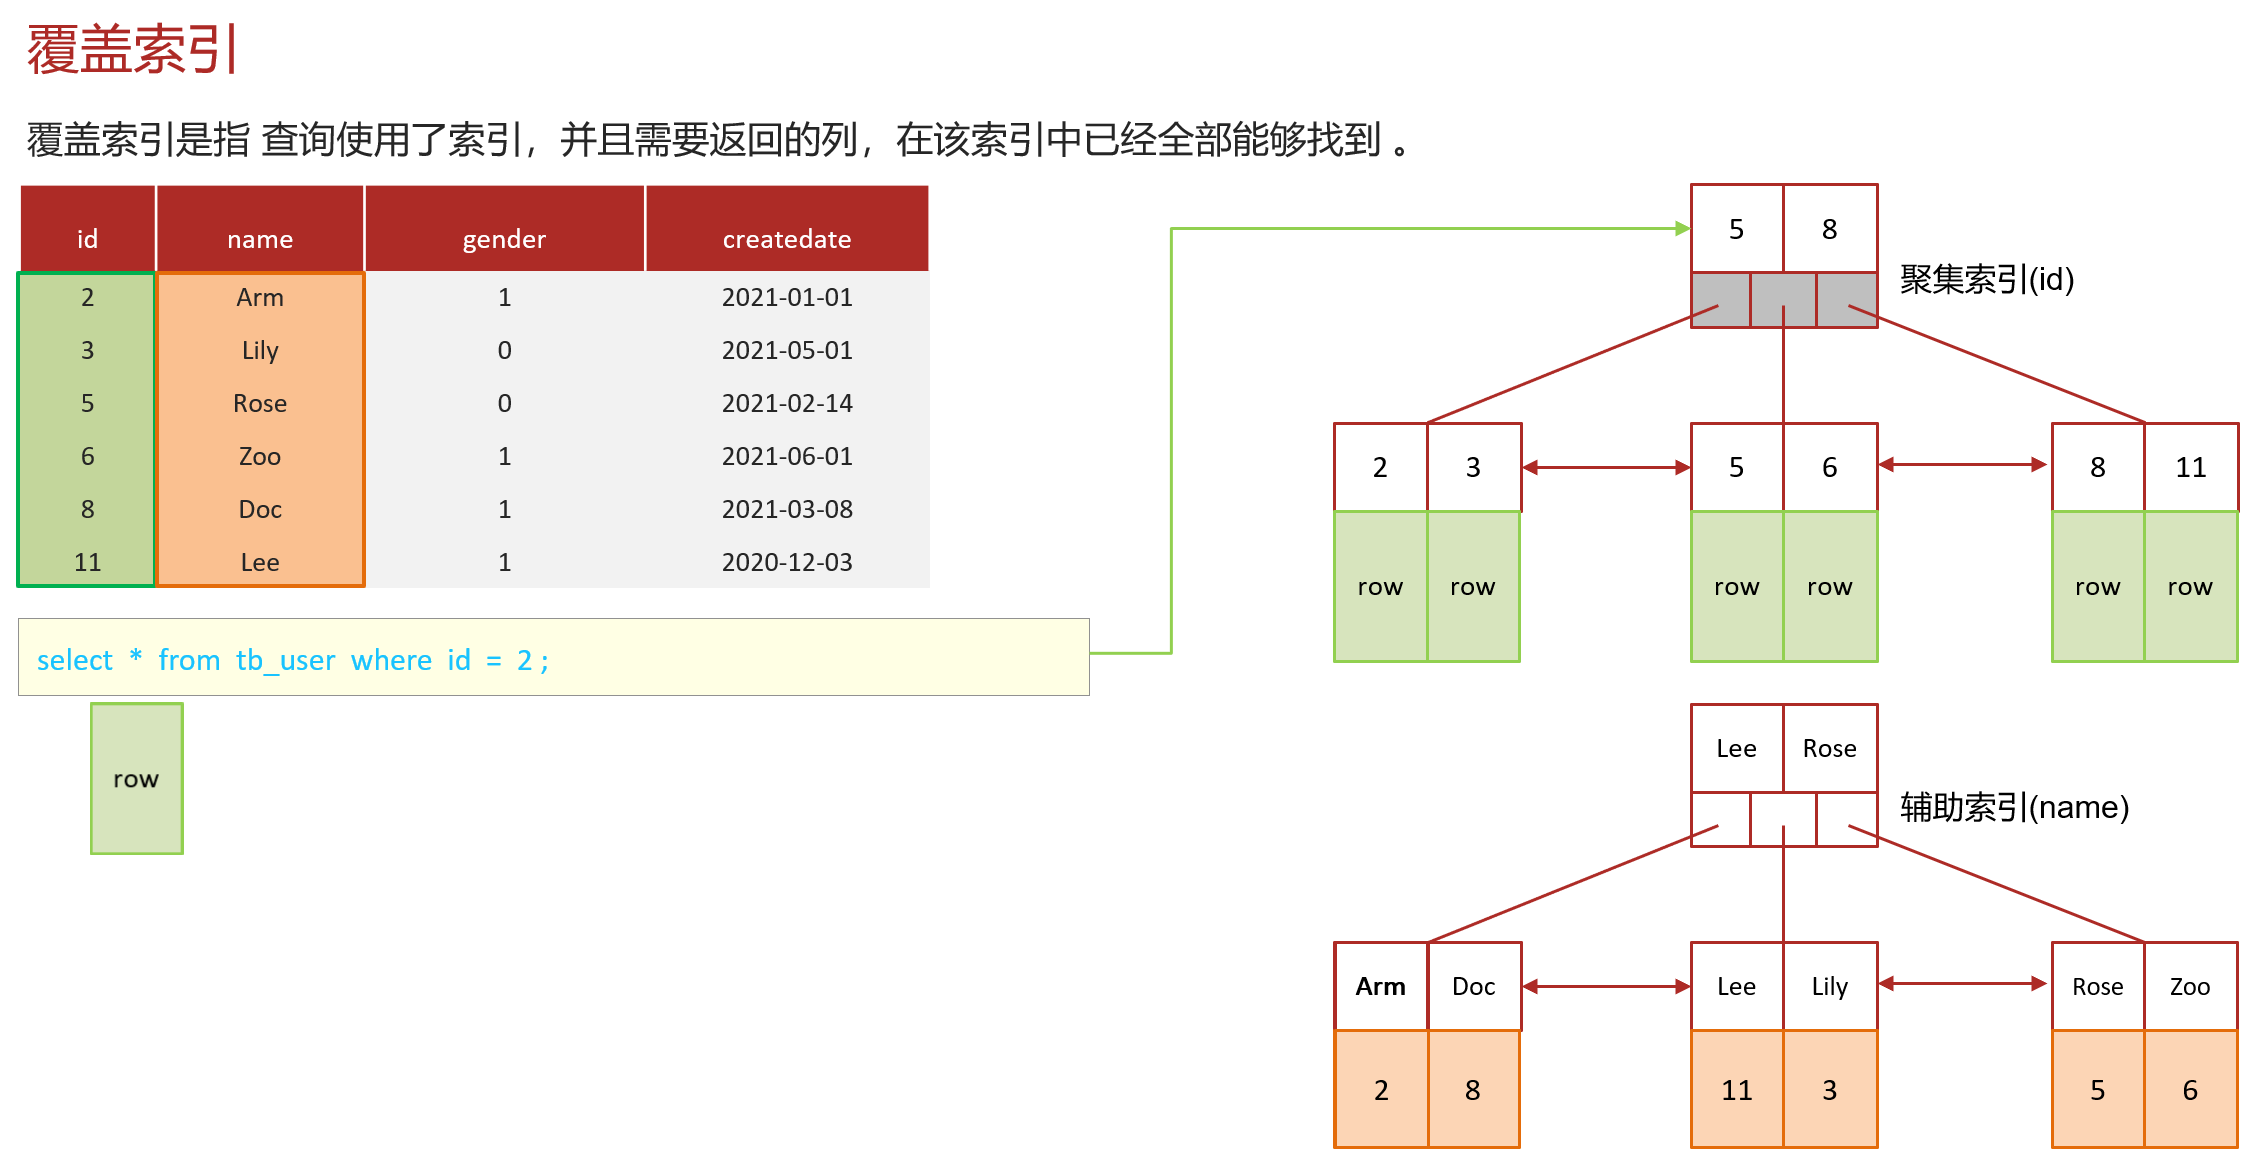 覆盖索引
覆盖索引是指 查询使用了索引，并且需要返回的列，在该索引中已经全部能够找到 。
id name gender createdate
2 Arm 1 2021-01-01
3 Lily 0 2021-05-01
5 Rose 0 2021-02-14
6 Zoo 1 2021-06-01
8 Doc 1 2021-03-08
11 Lee 1 2020-12-03
select * from tb_user where id = 2 ;
row
5 8
聚集索引(id)
2 3 5 6 8 11
row row row row row row
Lee Rose
辅助索引(name)
Arm Doc Lee Lily Rose Zoo
2 8 11 3 5 6